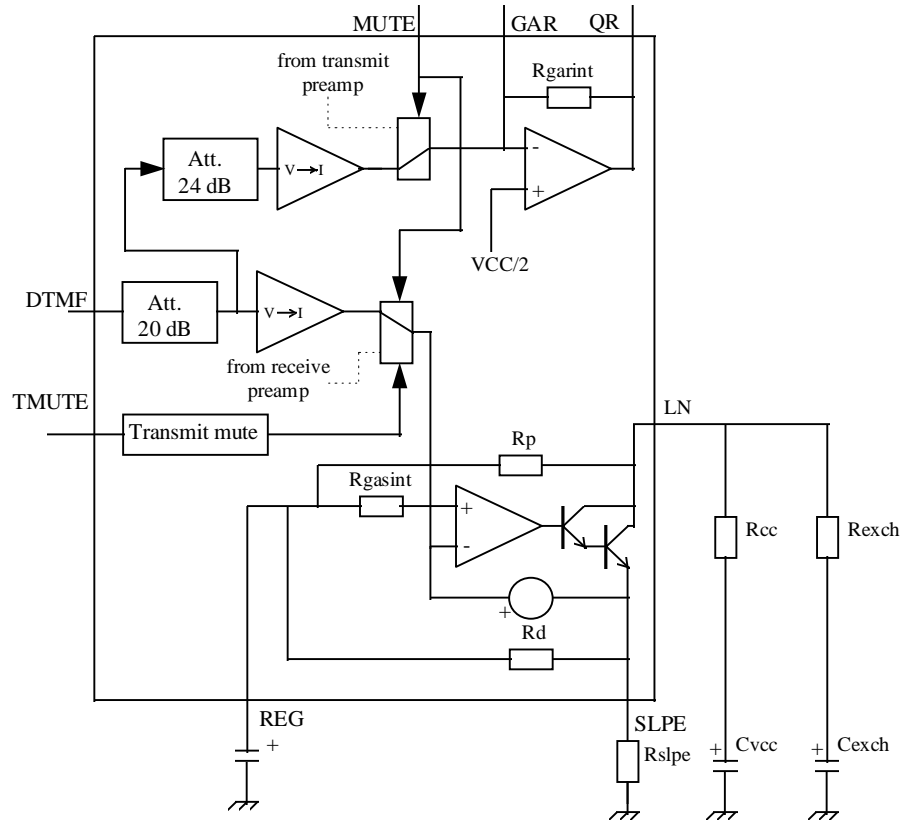 MUTE
GAR
QR
from transmit
preamp
Rgarint
Att.
24 dB
V→I
-
+
VCC/2
DTMF
Att.
20 dB
V→I
from receive
preamp
TMUTE
Transmit mute
LN
Rp
Rgasint
+
-
Rcc
Rexch
+
Rd
REG
+
SLPE
Rslpe
+
Cvcc
+
Cexch